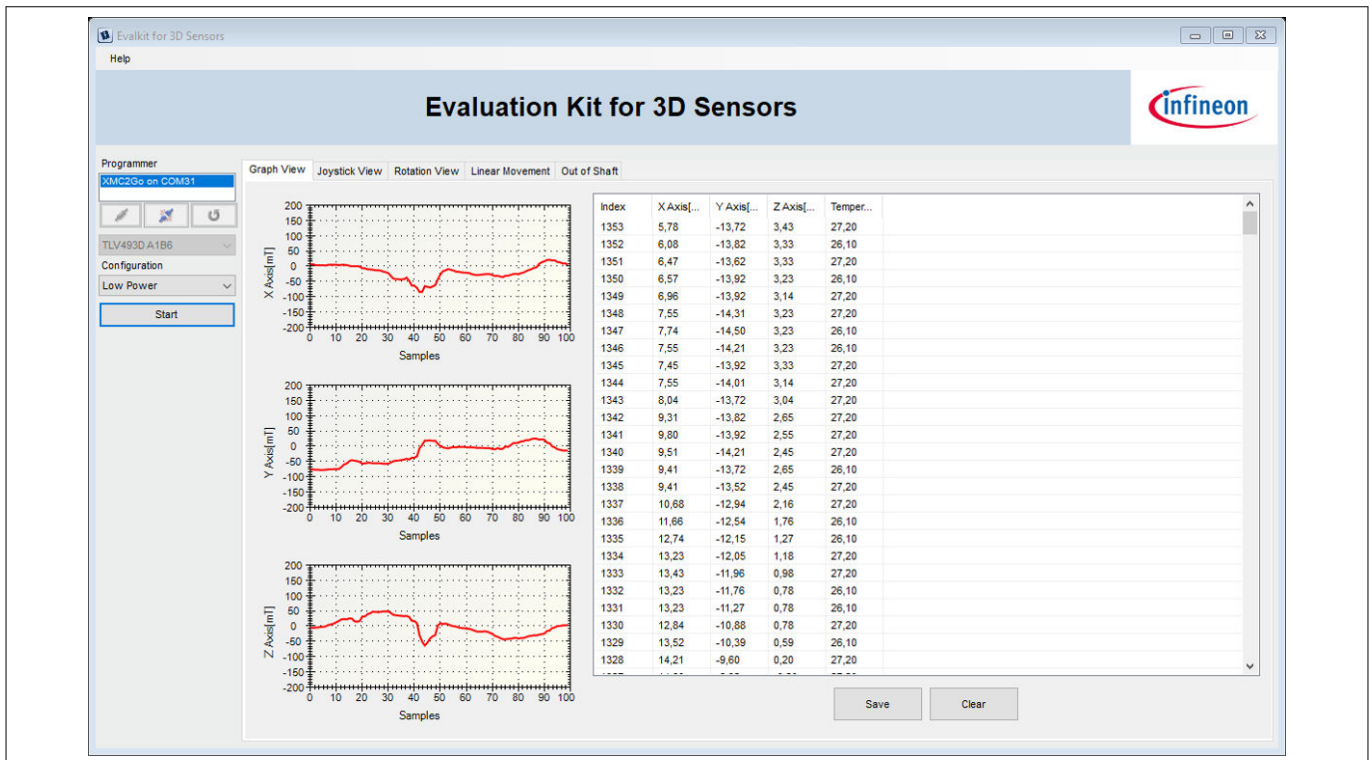 Evalkit for 3D Sensors
Help
Evaluation Kit for 3D Sensors
infineon
Programmer
XMC2Go on COM31
TLV493D A1B6
Configuration
Low Power
Start
Graph View Joystick View Rotation View Linear Movement Out of Shaft
X Axis[mT]
200
150
100
50
0
-50
-100
-150
-200
0 10 20 30 40 50 60 70 80 90 100
Samples
Y Axis[mT]
200
150
100
50
0
-50
-100
-150
-200
0 10 20 30 40 50 60 70 80 90 100
Samples
Z Axis[mT]
200
150
100
50
0
-50
-100
-150
-200
0 10 20 30 40 50 60 70 80 90 100
Samples
Index X Axis[... Y Axis[... Z Axis[... Temper...
1353 5,78 -13,72 3,43 27,20
1352 6,08 -13,82 3,33 26,10
1351 6,47 -13,62 3,33 27,20
1350 6,57 -13,92 3,23 26,10
1349 6,96 -13,92 3,14 27,20
1348 7,55 -14,31 3,23 27,20
1347 7,74 -14,50 3,23 26,10
1346 7,55 -14,21 3,23 26,10
1345 7,45 -13,92 3,33 27,20
1344 7,55 -14,01 3,14 27,20
1343 8,04 -13,72 3,04 27,20
1342 9,31 -13,82 2,65 27,20
1341 9,80 -13,92 2,55 27,20
1340 9,51 -14,21 2,45 27,20
1339 9,41 -13,72 2,65 26,10
1338 9,41 -13,52 2,45 27,20
1337 10,68 -12,94 2,16 27,20
1336 11,66 -12,54 1,76 26,10
1335 12,74 -12,15 1,27 26,10
1334 13,23 -12,05 1,18 27,20
1333 13,43 -11,96 0,98 27,20
1332 13,23 -11,76 0,78 26,10
1331 13,23 -11,27 0,78 26,10
1330 12,84 -10,88 0,78 27,20
1329 13,52 -10,39 0,59 26,10
1328 14,21 -9,60 0,20 27,20
Save Clear